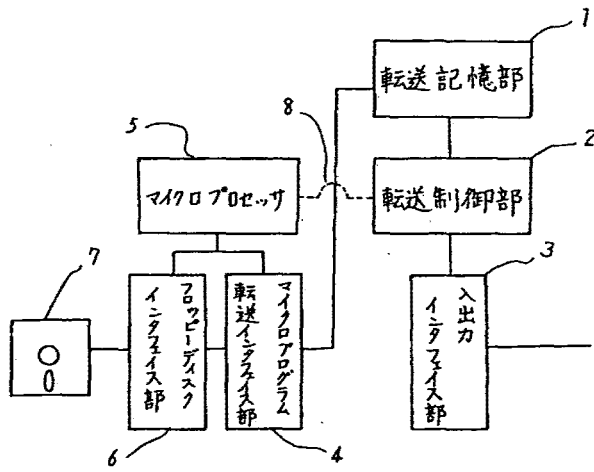 1
転送記憶部
2
転送制御部
8
5
マイクロプロセッサ
3
入出力
インタフェイス部
7
フロッピーディスク
インタフェイス部
6
マイクロプログラム
転送インタフェイス部
4